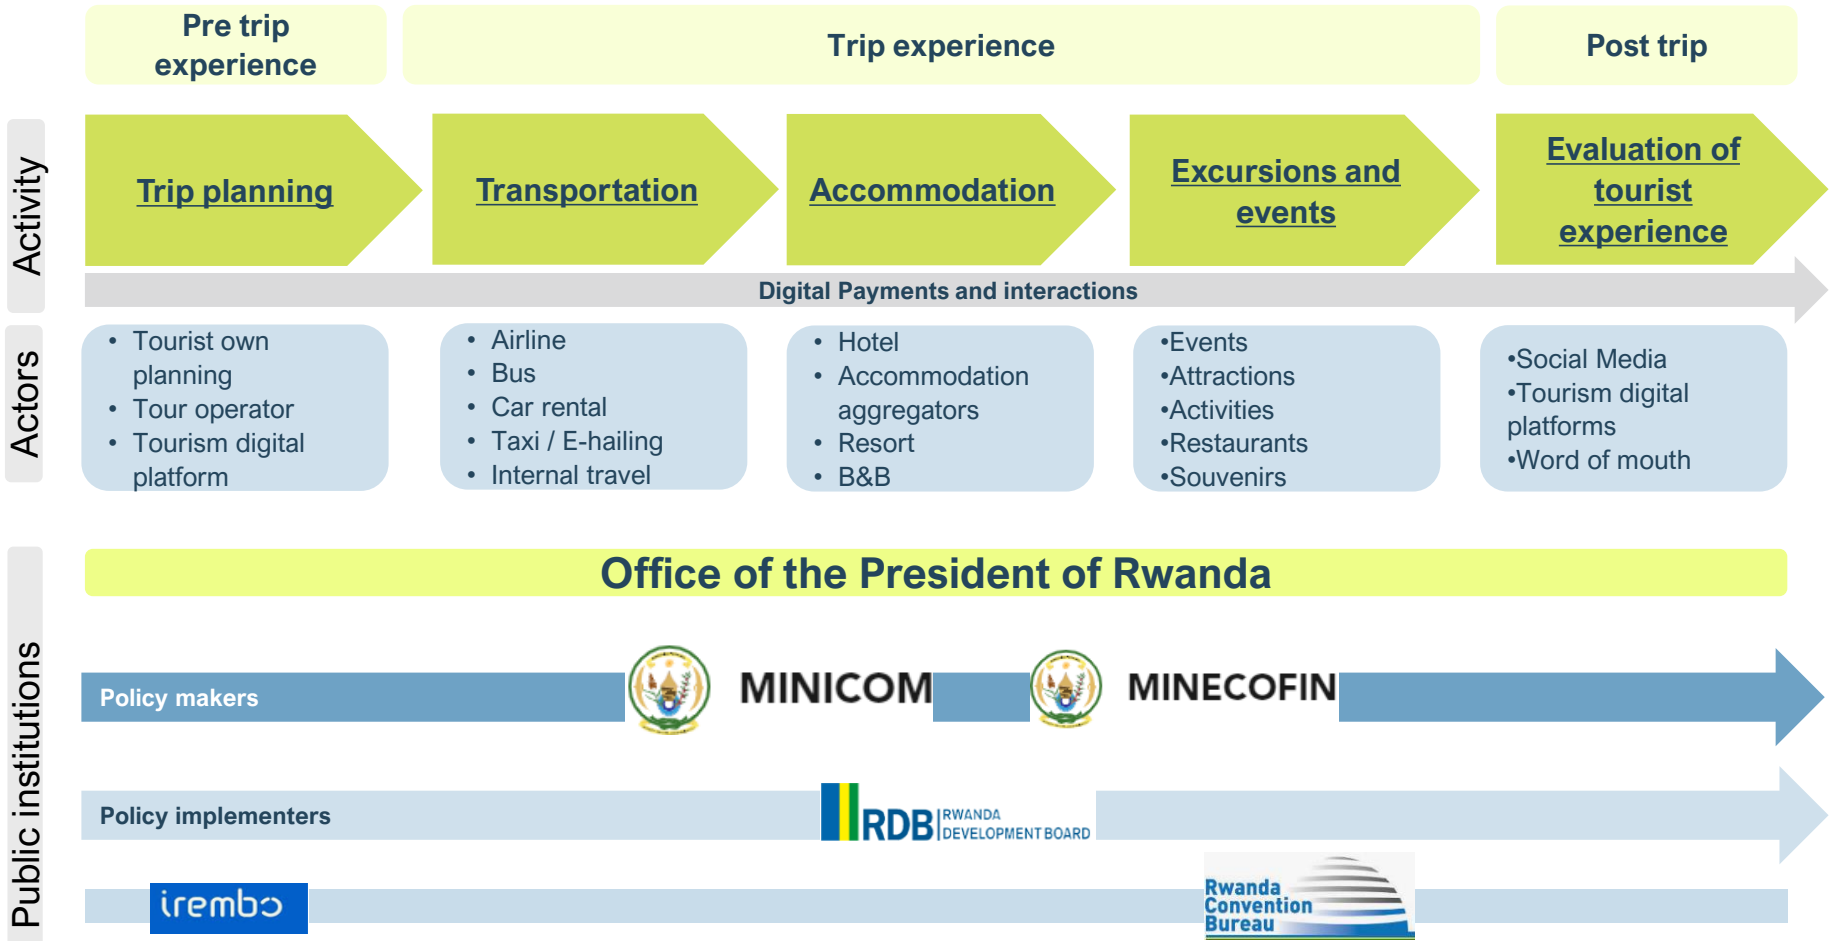 Pre trip
experience
Trip experience
Post trip
Activity
Trip planning
Transportation
Accommodation
Excursions and
events
Evaluation of
tourist
experience
Digital Payments and interactions
Actors
• Tourist own
planning
• Tour operator
• Tourism digital
platform
• Airline
• Bus
• Car rental
• Taxi / E-hailing
• Internal travel
• Hotel
• Accommodation
aggregators
• Resort
• B&B
•Events
•Attractions
•Activities
•Restaurants
•Souvenirs
•Social Media
•Tourism digital
platforms
•Word of mouth
Public institutions
Office of the President of Rwanda
Policy makers
MINICOM
MINECOFIN
Policy implementers
RDB
RWANDA
DEVELOPMENT BOARD
irembo
Rwanda
Convention
Bureau